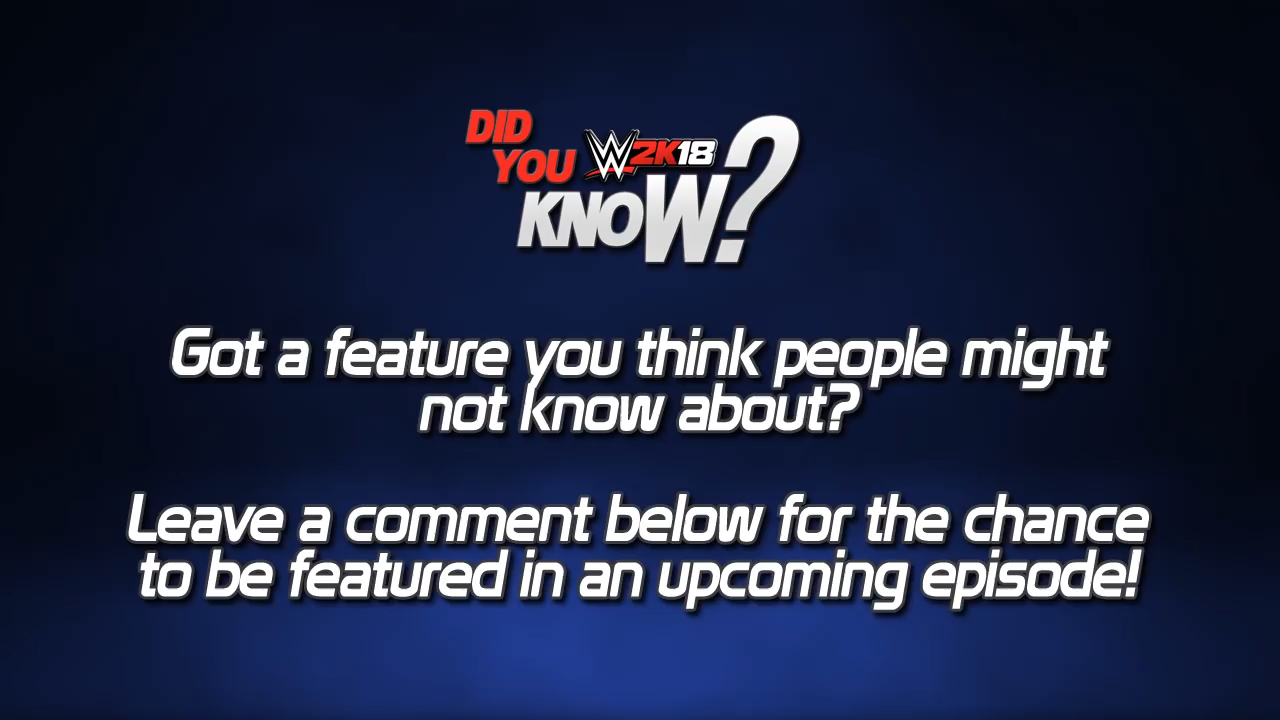 DID
YOU W2K18
KNOW?
Got a feature you think people might
not know about?
Leave a comment below for the chance
to be featured in an upcoming episode!